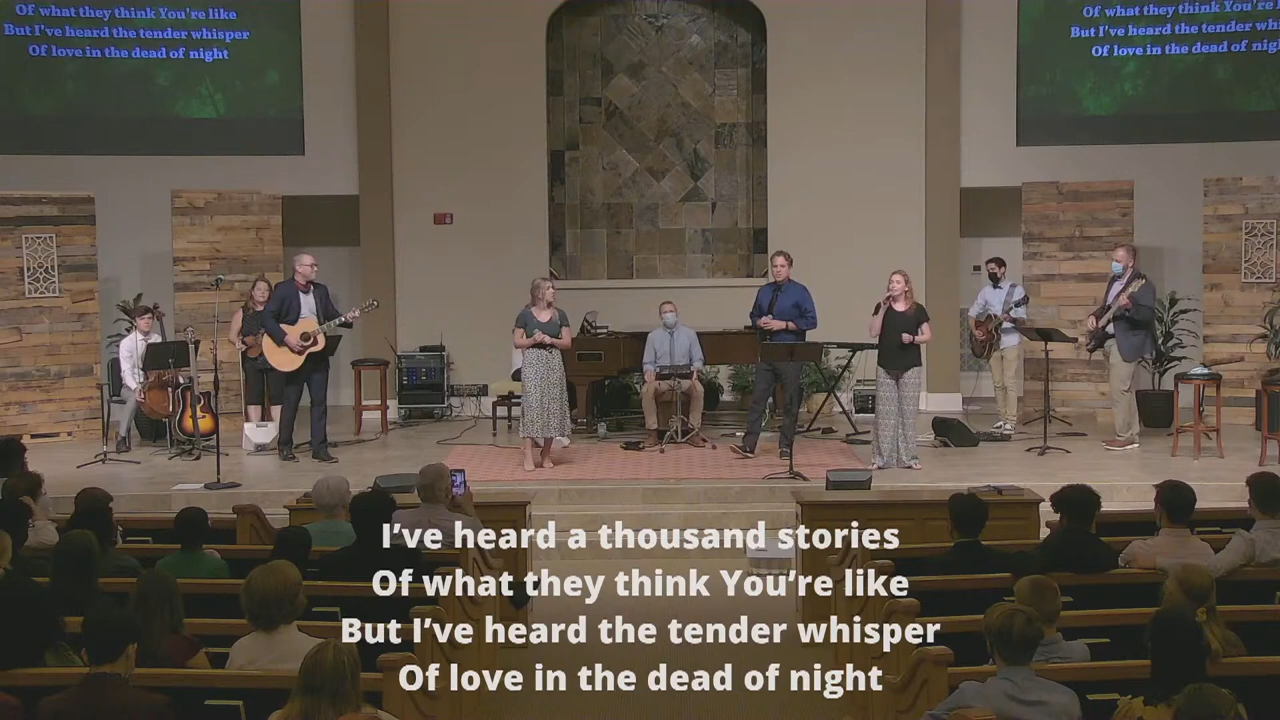 Of what they think You're like
But I've heard the tender whisper
Of love in the dead of night
Of what they think You're l
But I've heard the tender wh
Of love in the dead of nig
I've heard a thousand stories
Of what they think You're like
But I've heard the tender whisper
Of love in the dead of night